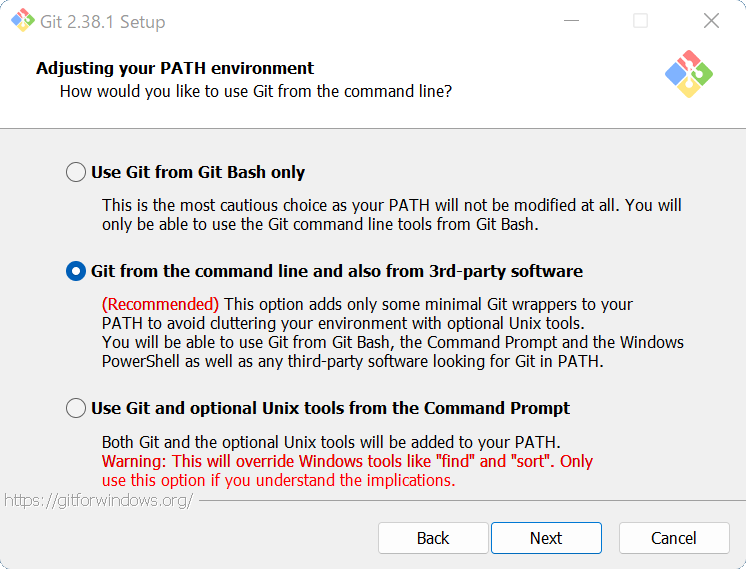 Git 2.38.1 Setup
Adjusting your PATH environment
How would you like to use Git from the command line?
Use Git from Git Bash only
This is the most cautious choice as your PATH will not be modified at all. You will
only be able to use the Git command line tools from Git Bash.
Git from the command line and also from 3rd-party software
(Recommended) This option adds only some minimal Git wrappers to your
PATH to avoid cluttering your environment with optional Unix tools.
You will be able to use Git from Git Bash, the Command Prompt and the Windows
PowerShell as well as any third-party software looking for Git in PATH.
Use Git and optional Unix tools from the Command Prompt
Both Git and the optional Unix tools will be added to your PATH.
Warning: This will override Windows tools like "find" and "sort". Only
use this option if you understand the implications.
https://gitforwindows.org/
Back Next Cancel